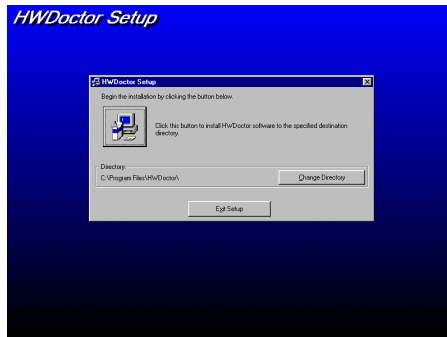 HWDoctor Setup
HWDoctor Setup
Begin the installation by clicking the button below.
Click this button to install HWDoctor software to the specified destination
directory.
Directory:
C:\Program Files\HWDoctor\
Change Directory
Exit Setup